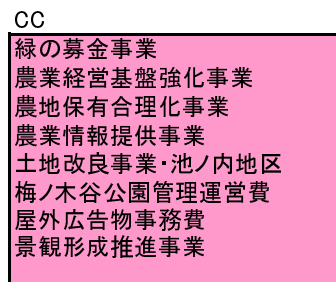 CC
緑の募金事業
農業経営基盤強化事業
農地保有合理化事業
農業情報提供事業
土地改良事業・池ノ内地区
梅ノ木谷公園管理運営費
屋外広告物事務費
景観形成推進事業